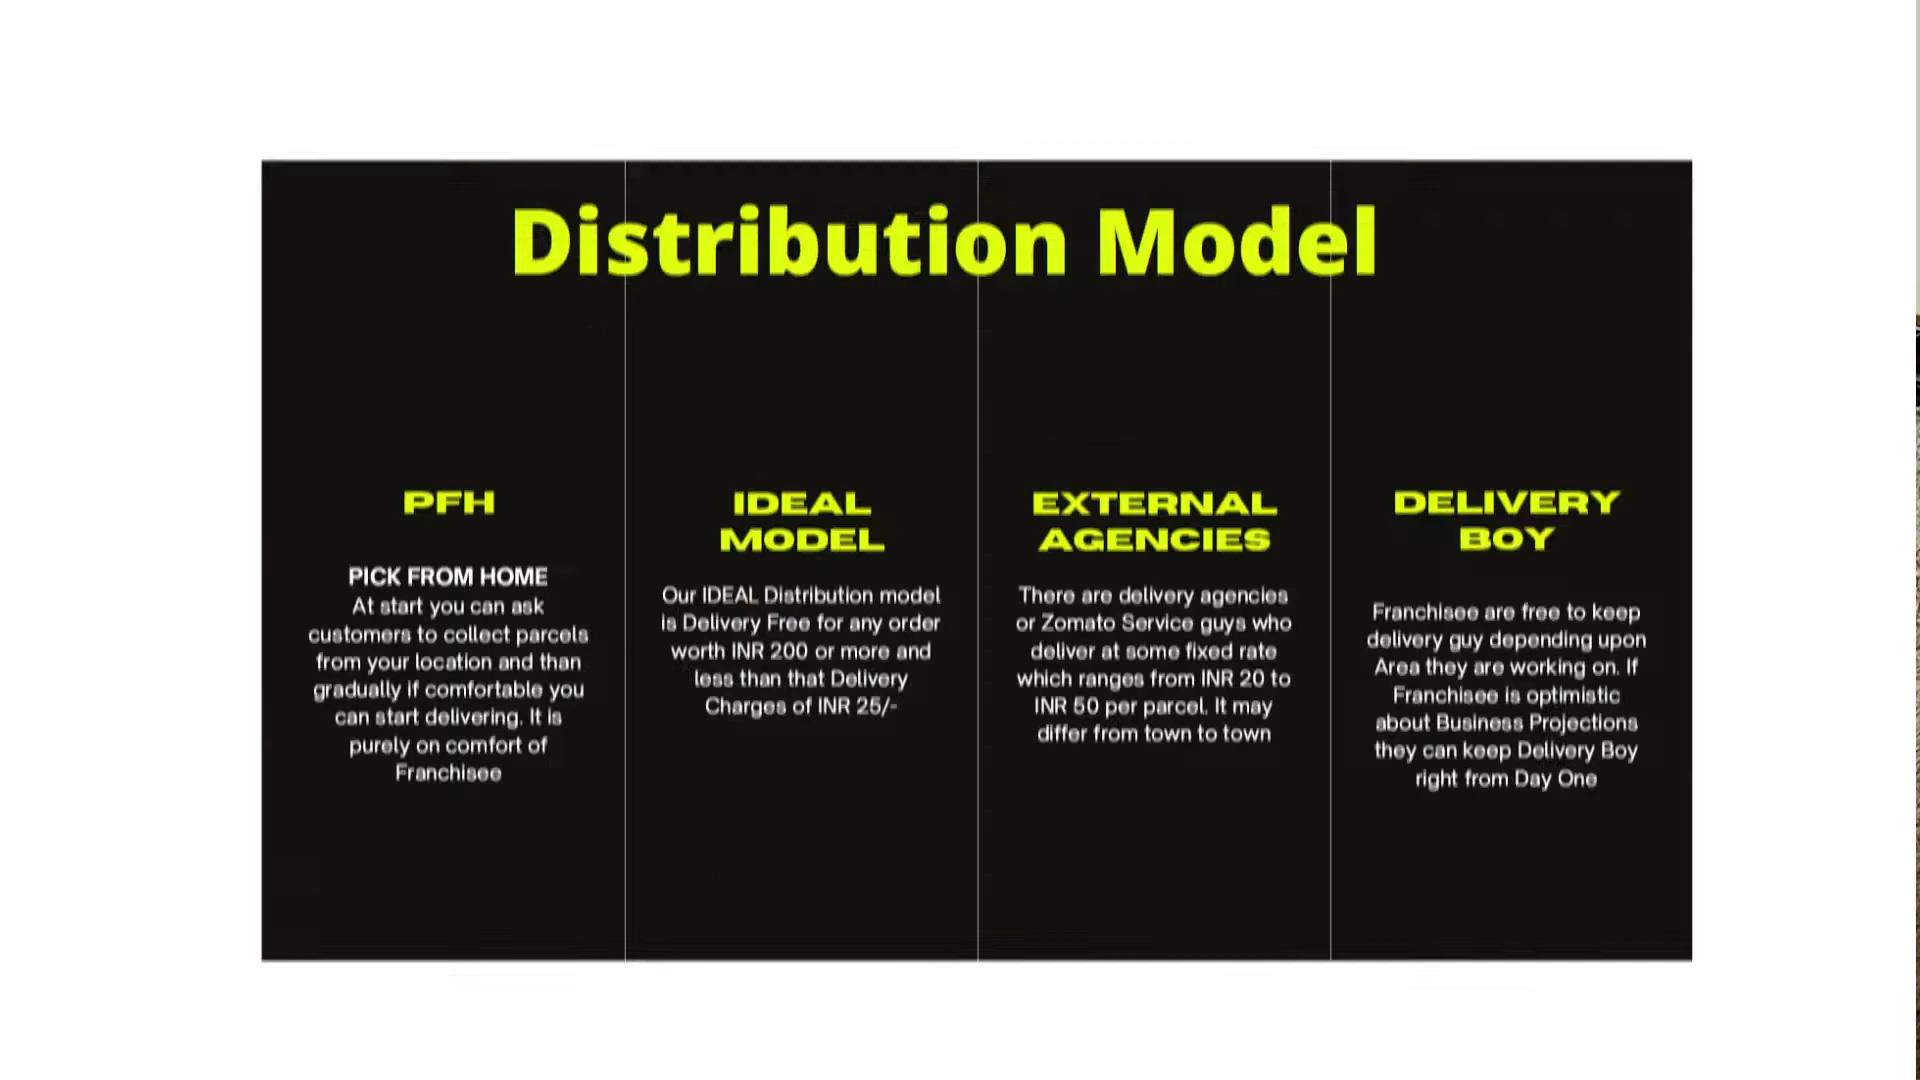 Distribution Model
PFH
PICK FROM HOME
At start you can ask
customers to collect parcels
from your location and than
gradually if comfortable you
can start delivering. It is
purely on comfort of
Franchisee
IDEAL
MODEL
Our IDEAL Distribution model
is Delivery Free for any order
worth INR 200 or more and
less than that Delivery
Charges of INR 25/-
EXTERNAL
AGENCIES
There are delivery agencies
or Zomato Service guys who
deliver at some fixed rate
which ranges from INR 20 to
INR 50 per parcel. It may
differ from town to town
DELIVERY
BOY
Franchisee are free to keep
delivery guy depending upon
Area they are working on. If
Franchisee is optimistic
about Business Projections
they can keep Delivery Boy
right from Day One